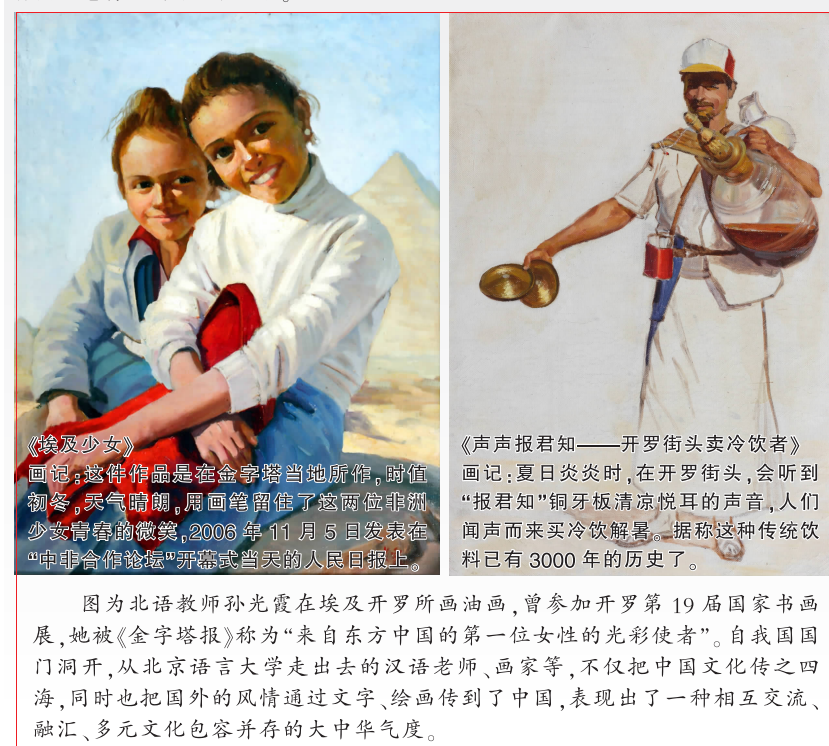 《埃及少女》
画记：这件作品是在金字塔当地所作，时值
初冬，天气晴朗，用画笔留住了这两位非洲
少女青春的微笑，2006 年 11 月 5 日发表在
“中非合作论坛”开幕式当天的人民日报上。
《声声报君知——开罗街头卖冷饮者》
画记：夏日炎炎时，在开罗街头，会听到
“报君知”铜牙板清凉悦耳的声音，人们
闻声而来买冷饮解暑。据称这种传统饮
料已有 3000 年的历史了。
图为北语教师孙光霞在埃及开罗所画油画，曾参加开罗第 19 届国家书画
展，她被《金字塔报》称为“来自东方中国的第一位女性的光彩使者”。自我国国
门洞开，从北京语言大学走出去的汉语老师、画家等，不仅把中国文化传之四
海，同时也把国外的风情通过文字、绘画传到了中国，表现出了一种相互交流、
融汇、多元文化包容并存的大中华气度。